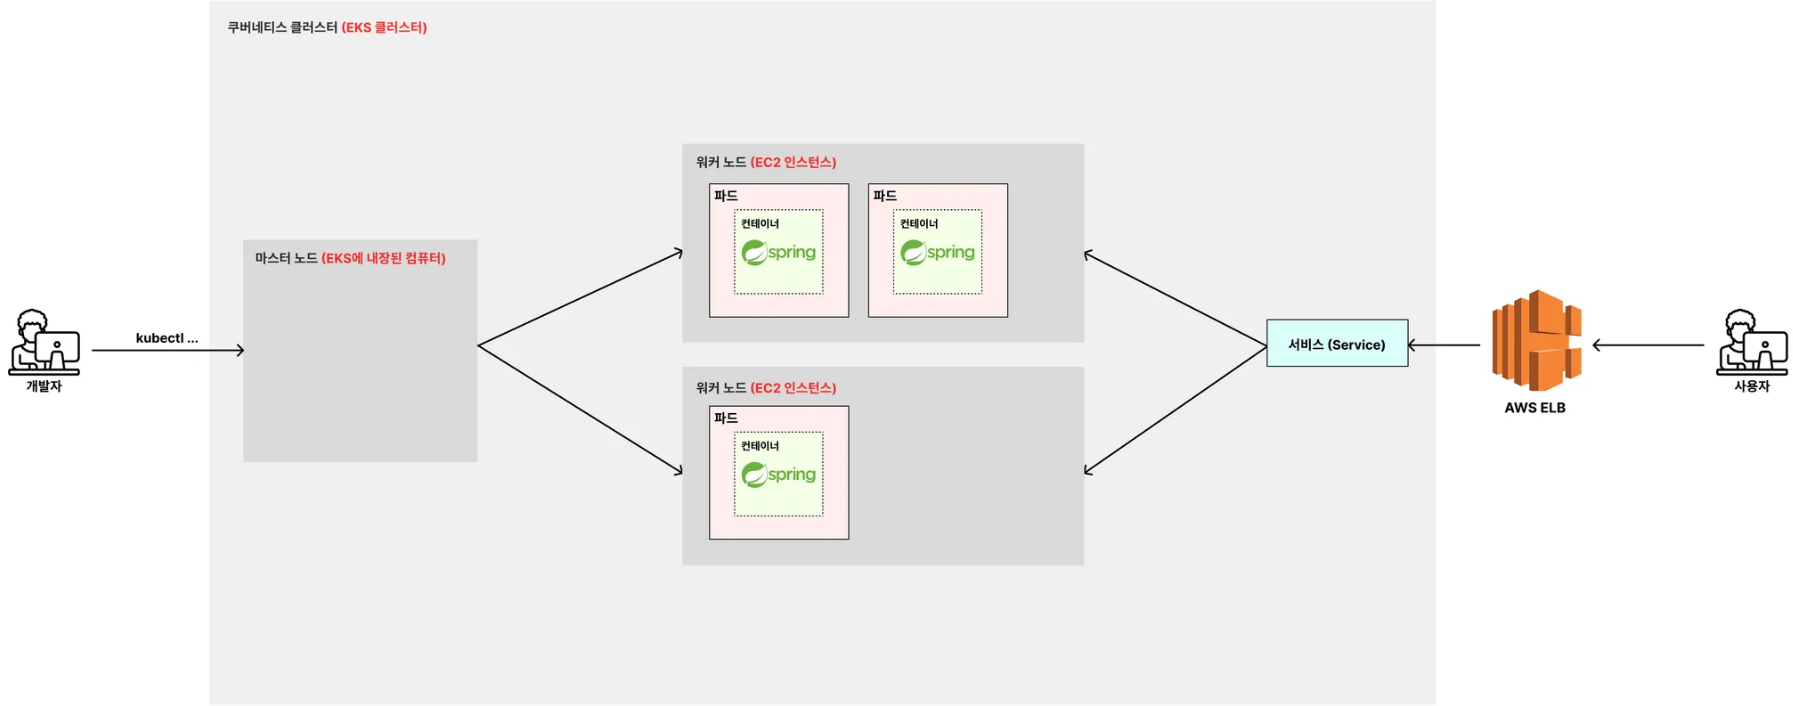 쿠버네티스 클러스터 (EKS 클러스터)
워커 노드 (EC2 인스턴스)
파드
컨테이너
spring
파드
컨테이너
spring
마스터 노드 (EKS에 내장된 컴퓨터)
kubectl ...
개발자
서비스 (Service)
AWS ELB
사용자
워커 노드 (EC2 인스턴스)
파드
컨테이너
spring